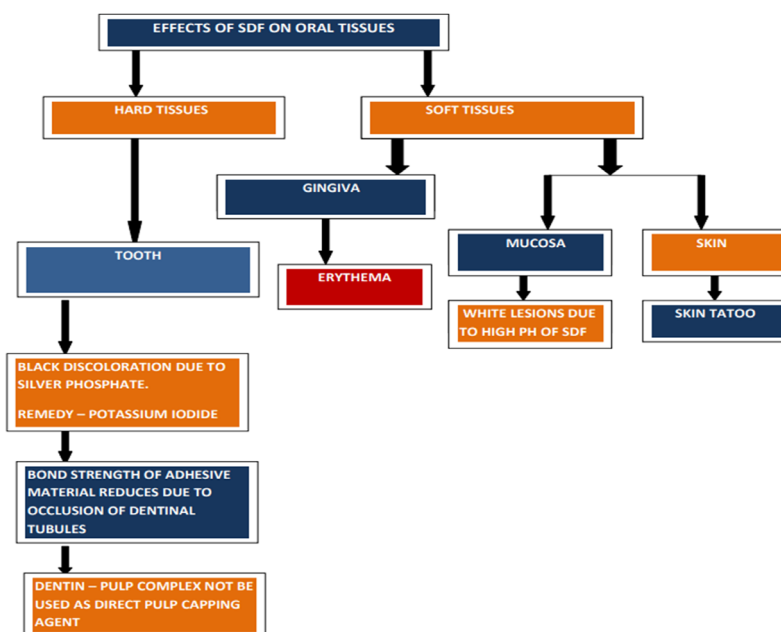 EFFECTS OF SDF ON ORAL TISSUES
HARD TISSUES
SOFT TISSUES
GINGIVA
MUCOSA
SKIN
TOOTH
ERYTHEMA
WHITE LESIONS DUE
TO HIGH PH OF SDF
SKIN TATOO
BLACK DISCOLORATION DUE TO
SILVER PHOSPHATE.
REMEDY – POTASSIUM IODIDE
BOND STRENGTH OF ADHESIVE
MATERIAL REDUCES DUE TO
OCCLUSION OF DENTINAL
TUBULES
DENTIN – PULP COMPLEX NOT BE
USED AS DIRECT PULP CAPPING
AGENT